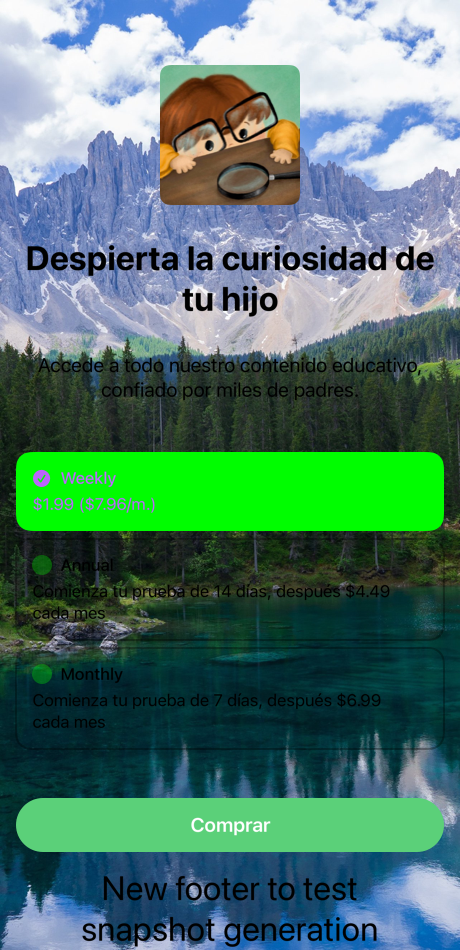 Despierta la curiosidad de
tu hijo
Accede a todo nuestro contenido educativo,
confiado por miles de padres.
Weekly
$1.99 ($7.96/m.)
Annual
Comienza tu prueba de 14 días, después $4.49
cada mes
Monthly
Comienza tu prueba de 7 días, después $6.99
cada mes
Comprar
New footer to test
snapshot generation